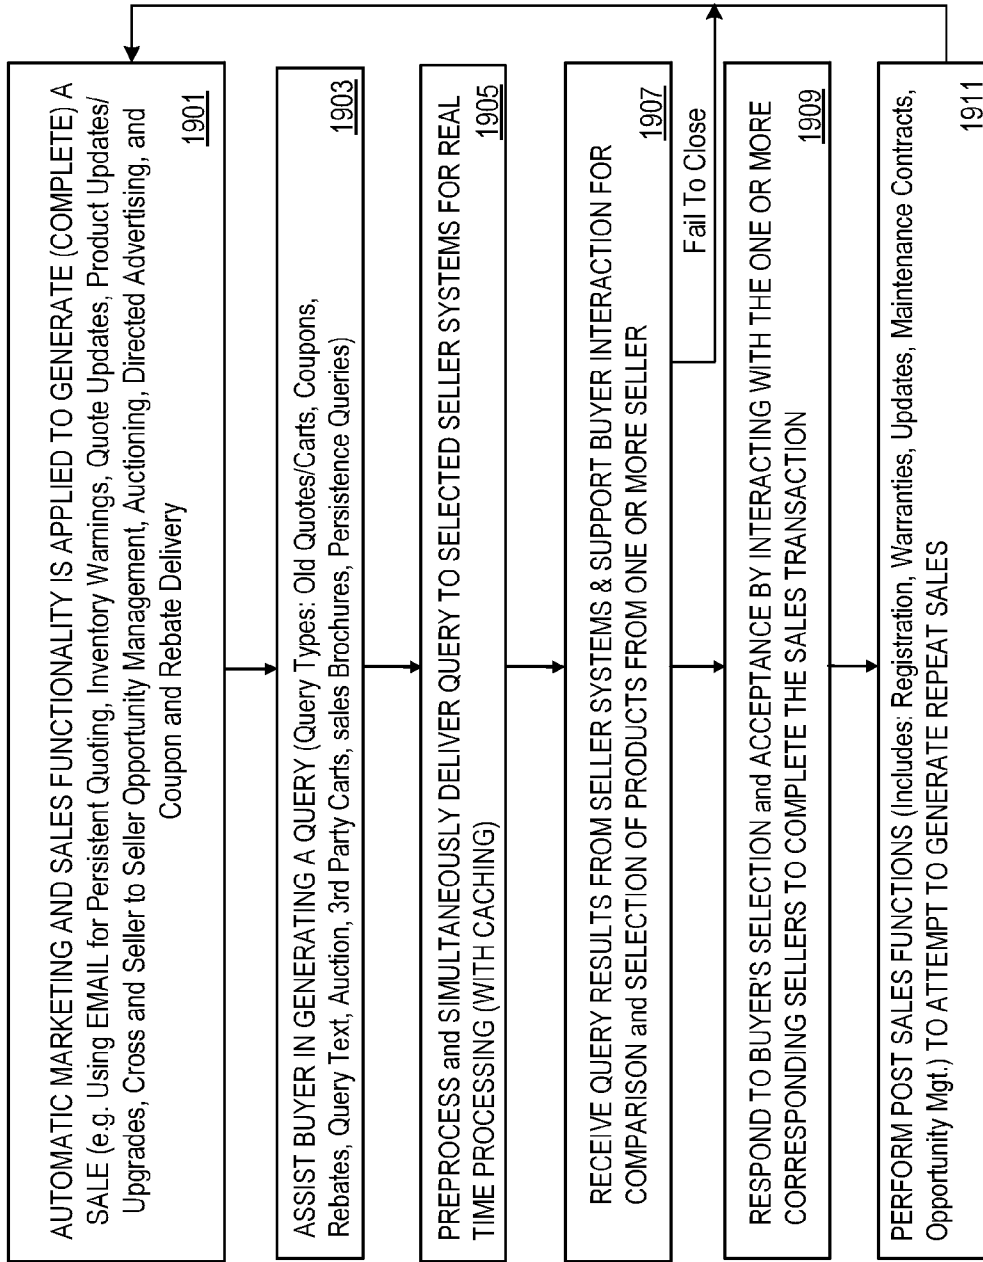 AUTOMATIC MARKETING AND SALES FUNCTIONALITY IS APPLIED TO GENERATE (COMPLETE) A
SALE (e.g. Using EMAIL for Persistent Quoting, Inventory Warnings, Quote Updates, Product Updates/
Upgrades, Cross and Seller to Seller Opportunity Management, Auctioning, Directed Advertising, and
Coupon and Rebate Delivery
1901
ASSIST BUYER IN GENERATING A QUERY (Query Types: Old Quotes/Carts, Coupons,
Rebates, Query Text, Auction, 3rd Party Carts, sales Brochures, Persistence Queries)
1903
PREPROCESS and SIMULTANEOUSLY DELIVER QUERY TO SELECTED SELLER SYSTEMS FOR REAL
TIME PROCESSING (WITH CACHING)
1905
RECEIVE QUERY RESULTS FROM SELLER SYSTEMS & SUPPORT BUYER INTERACTION FOR
COMPARISON and SELECTION OF PRODUCTS FROM ONE OR MORE SELLER
1907
Fail To Close
RESPOND TO BUYER'S SELECTION and ACCEPTANCE BY INTERACTING WITH THE ONE OR MORE
CORRESPONDING SELLERS TO COMPLETE THE SALES TRANSACTION
1909
PERFORM POST SALES FUNCTIONS (Includes: Registration, Warranties, Updates, Maintenance Contracts,
Opportunity Mgt.) TO ATTEMPT TO GENERATE REPEAT SALES
1911